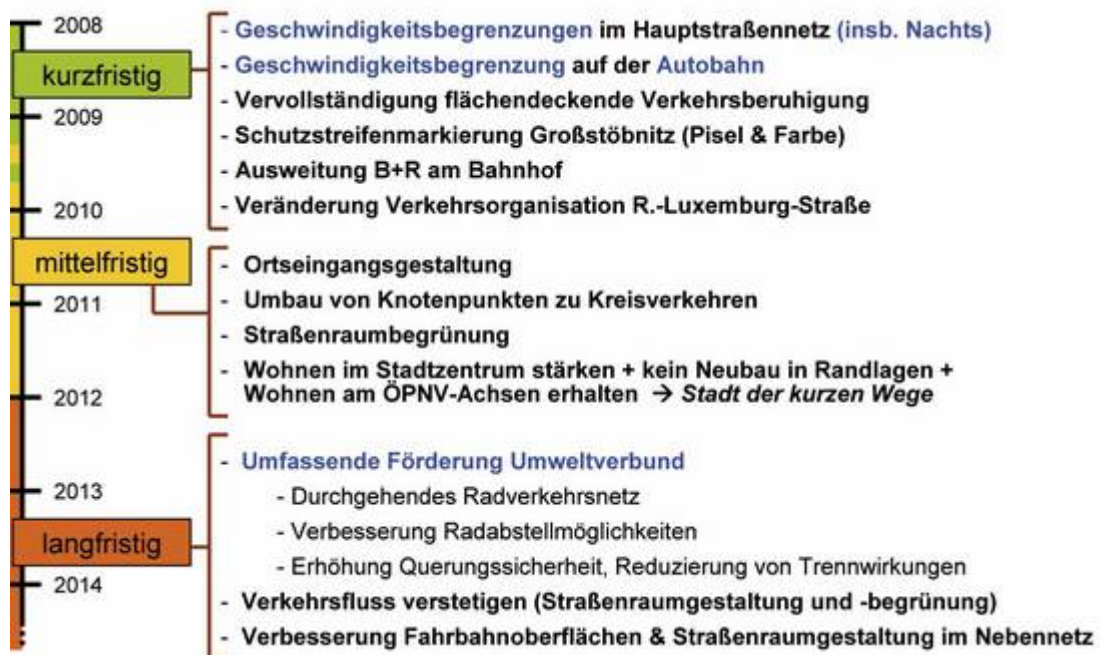 2008
kurzfristig
2009
2010
- Geschwindigkeitsbegrenzungen im Hauptstraßennetz (insb. Nachts)
- Geschwindigkeitsbegrenzung auf der Autobahn
- Vervollständigung flächendeckende Verkehrsberuhigung
- Schutzstreifenmarkierung Großstöbnitz (Pisel & Farbe)
- Ausweitung B+R am Bahnhof
- Veränderung Verkehrsorganisation R.-Luxemburg-Straße
mittelfristig
2011
2012
- Ortseingangsgestaltung
- Umbau von Knotenpunkten zu Kreisverkehren
- Straßenraumbegrünung
- Wohnen im Stadtzentrum stärken + kein Neubau in Randlagen +
Wohnen am ÖPNV-Achsen erhalten → Stadt der kurzen Wege
2013
langfristig
2014
- Umfassende Förderung Umweltverbund
- Durchgehendes Radverkehrsnetz
- Verbesserung Radabstellmöglichkeiten
- Erhöhung Querungssicherheit, Reduzierung von Trennwirkungen
- Verkehrsfluss verstetigen (Straßenraumgestaltung und -begrünung)
- Verbesserung Fahrbahnoberflächen & Straßenraumgestaltung im Nebennetz